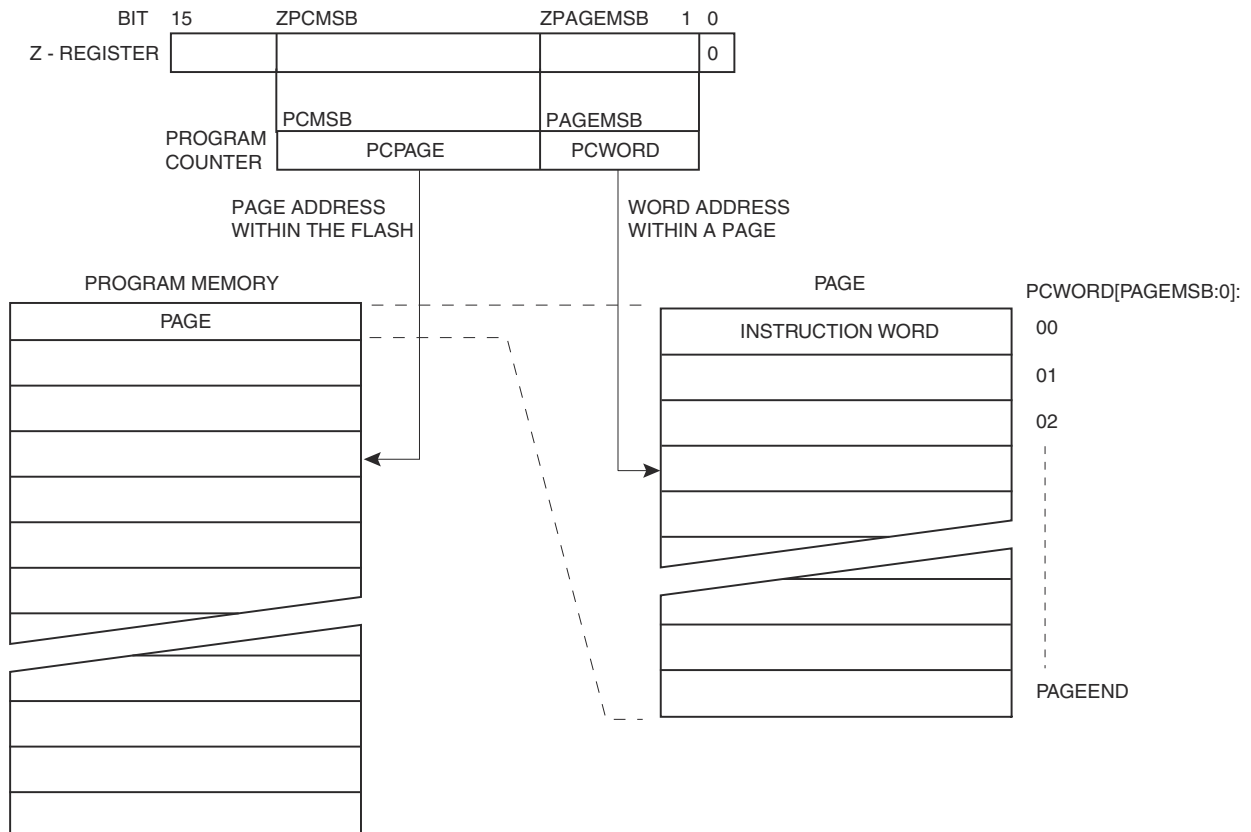 BIT 15 ZPCMSB ZPAGEMSB 1 0
Z - REGISTER 0
PCMSB PAGEMSB
PROGRAM
COUNTER
PCPAGE PCWORD
PAGE ADDRESS
WITHIN THE FLASH
WORD ADDRESS
WITHIN A PAGE
PROGRAM MEMORY
PAGE
PAGE
PCWORD[PAGEMSB:0]:
INSTRUCTION WORD 00
01
02
PAGEEND